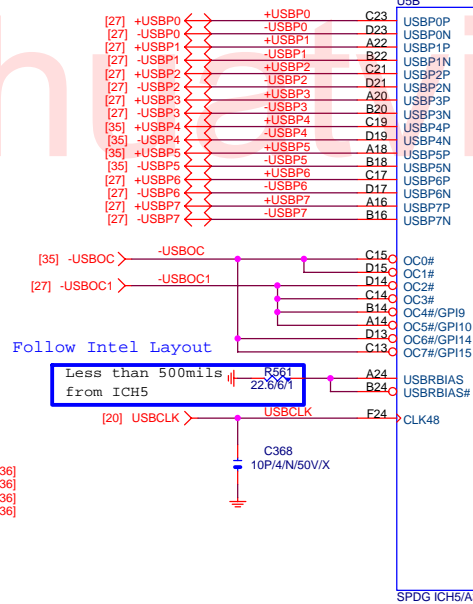 U5B
[27] +USBP0 +USBP0 C23 USBP0P
[27] -USBP0 -USBP0 D23 USBP0N
[27] +USBP1 +USBP1 A22 USBP1P
[27] -USBP1 -USBP1 B22 USBP1N
[27] +USBP2 +USBP2 C21 USBP2P
[27] -USBP2 -USBP2 D21 USBP2N
[27] +USBP3 +USBP3 A20 USBP3P
[27] -USBP3 -USBP3 B20 USBP3N
[35] +USBP4 +USBP4 C19 USBP4P
[35] -USBP4 -USBP4 D19 USBP4N
[35] +USBP5 +USBP5 A18 USBP5P
[35] -USBP5 -USBP5 B18 USBP5N
[27] +USBP6 +USBP6 C17 USBP6P
[27] -USBP6 -USBP6 D17 USBP6N
[27] +USBP7 +USBP7 A16 USBP7P
[27] -USBP7 -USBP7 B16 USBP7N
[35] -USBOC -USBOC C15 OC0#
D15 OC1#
[27] -USBOC1 -USBOC1 D14 OC2#
C14 OC3#
B14 OC4#/GPI9
A14 OC5#/GPI10
D13 OC6#/GPI14
C13 OC7#/GPI15
Follow Intel Layout
Less than 500mils R561 A24 USBRBIAS
from ICH5 22.6/6/1 B24 USBRBIAS#
[20] USBCLK USBCLK F24 CLK48
C368
10P/4/N/50V/X
36]
36]
36]
36]
SPDG ICH5/A